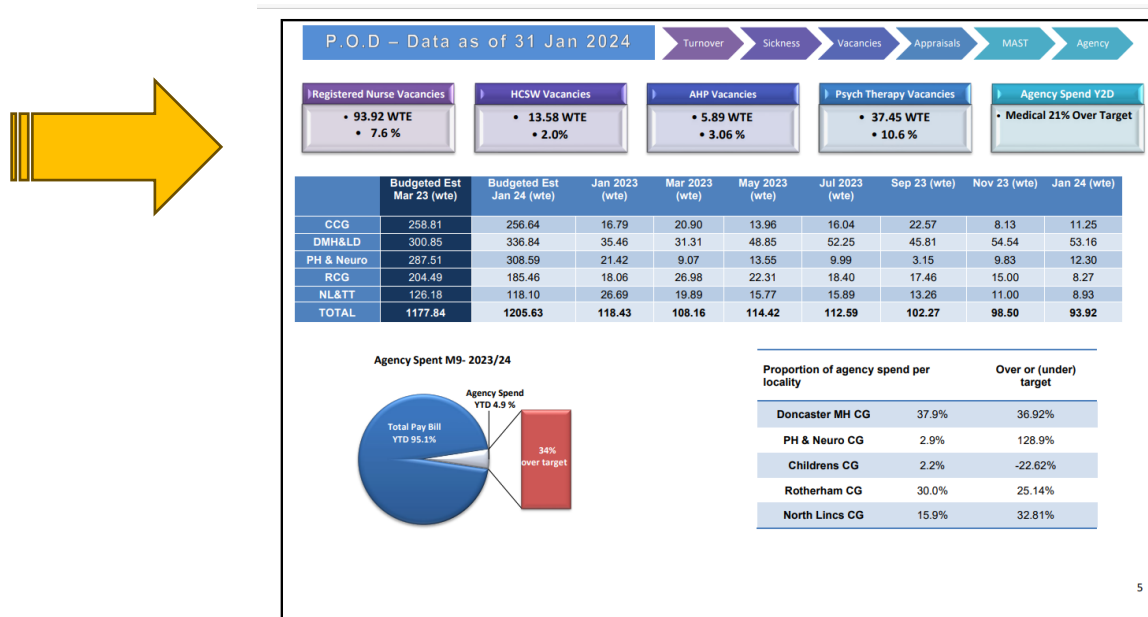 P.O.D – Data as of 31 Jan 2024
Turnover
Sickness
Vacancies
Appraisals
MAST
Agency
Registered Nurse Vacancies
• 93.92 WTE
• 7.6 %
HCSW Vacancies
• 13.58 WTE
• 2.0%
AHP Vacancies
• 5.89 WTE
• 3.06 %
Psych Therapy Vacancies
• 37.45 WTE
• 10.6 %
Agency Spend Y2D
• Medical 21% Over Target
Budgeted Est Mar 23 (wte) Budgeted Est Jan 24 (wte) Jan 2023 (wte) Mar 2023 (wte) May 2023 (wte) Jul 2023 (wte) Sep 23 (wte) Nov 23 (wte) Jan 24 (wte)
CCG 258.81 256.64 16.79 20.90 13.96 16.04 22.57 8.13 11.25
DMH&LD 300.85 336.84 35.46 31.31 48.85 52.25 45.81 54.54 53.16
PH & Neuro 287.51 308.59 21.42 9.07 13.55 9.99 3.15 9.83 12.30
RCG 204.49 185.46 18.06 26.98 22.31 18.40 17.46 15.00 8.27
NL&TT 126.18 118.10 26.69 19.89 15.77 15.89 13.26 11.00 8.93
TOTAL 1177.84 1205.63 118.43 108.16 114.42 112.59 102.27 98.50 93.92
Agency Spent M9- 2023/24
Agency Spend
YTD 4.9 %
Total Pay Bill
YTD 95.1%
34%
over target
Proportion of agency spend per locality Over or (under) target
Doncaster MH CG 37.9% 36.92%
PH & Neuro CG 2.9% 128.9%
Childrens CG 2.2% -22.62%
Rotherham CG 30.0% 25.14%
North Lincs CG 15.9% 32.81%
5